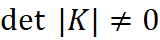 det |K| ≠ 0